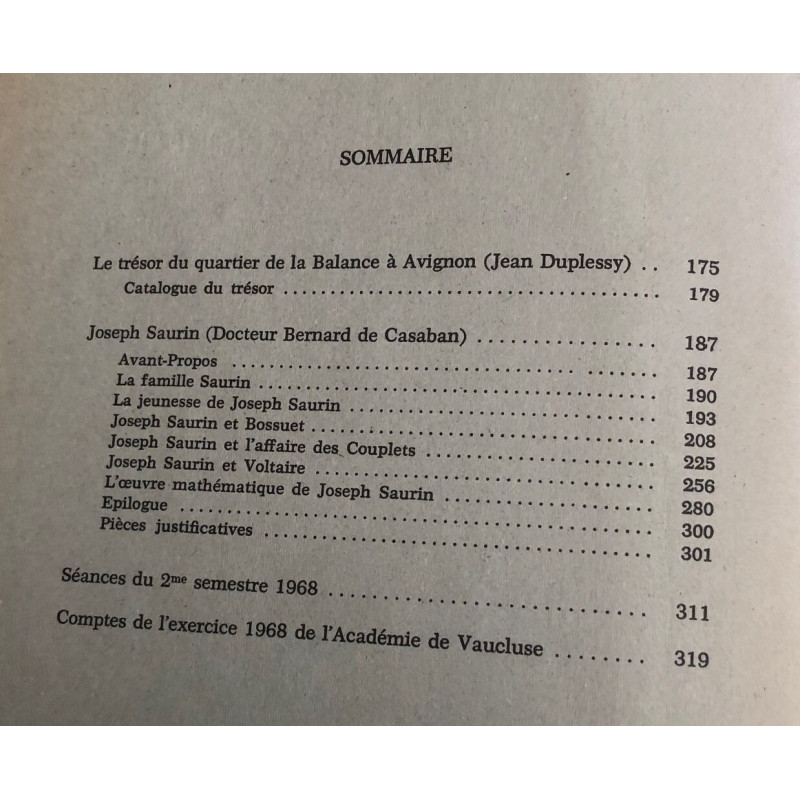 SOMMAIRE
Le trésor du quartier de la Balance à Avignon (Jean Duplessy) . . 175
Catalogue du trésor . . . . . . . . . . . . . . . . . . . . . . . . . . . . . . . . . . . 179
Joseph Saurin (Docteur Bernard de Casaban) . . . . . . . . . . . . . . . . 187
Avant-Propos . . . . . . . . . . . . . . . . . . . . . . . . . . . . . . . . . . . . . . 187
La famille Saurin . . . . . . . . . . . . . . . . . . . . . . . . . . . . . . . . . . . . 190
La jeunesse de Joseph Saurin . . . . . . . . . . . . . . . . . . . . . . . . . . . 193
Joseph Saurin et Bossuet . . . . . . . . . . . . . . . . . . . . . . . . . . . . . . 208
Joseph Saurin et l'affaire des Couplets . . . . . . . . . . . . . . . . . . . . 225
Joseph Saurin et Voltaire . . . . . . . . . . . . . . . . . . . . . . . . . . . . . . 256
L'œuvre mathématique de Joseph Saurin . . . . . . . . . . . . . . . . . . . 280
Epilogue . . . . . . . . . . . . . . . . . . . . . . . . . . . . . . . . . . . . . . . . . . 300
Pièces justificatives . . . . . . . . . . . . . . . . . . . . . . . . . . . . . . . . . . 301
Séances du 2me semestre 1968 . . . . . . . . . . . . . . . . . . . . . . . . . . . 311
Comptes de l'exercice 1968 de l'Académie de Vaucluse . . . . . . . . 319